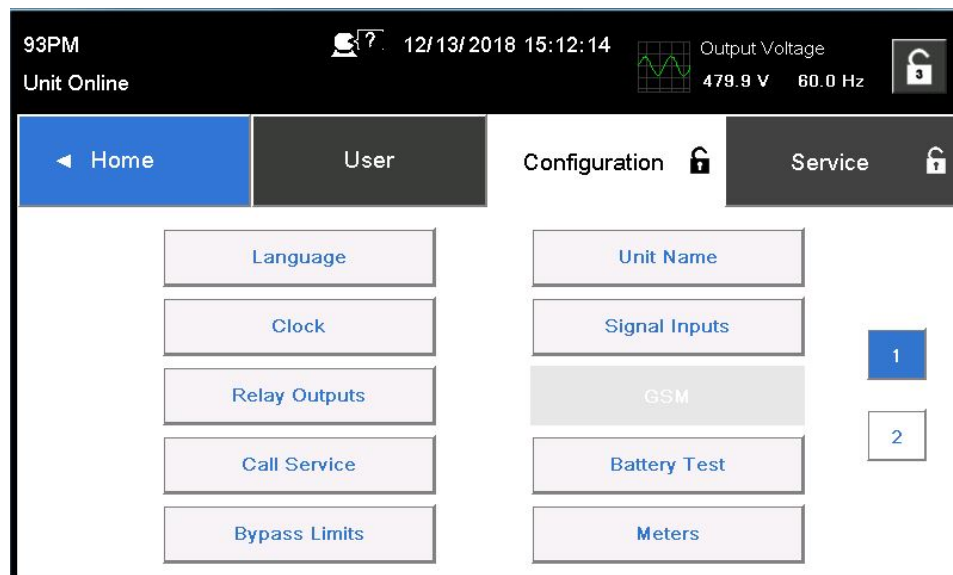 93PM
? 12/13/2018 15:12:14
Output Voltage
Unit Online
479.9 V 60.0 Hz
3
◄ Home
User
Configuration
Service
Language
Unit Name
Clock
Signal Inputs
1
Relay Outputs
GSM
2
Call Service
Battery Test
Bypass Limits
Meters